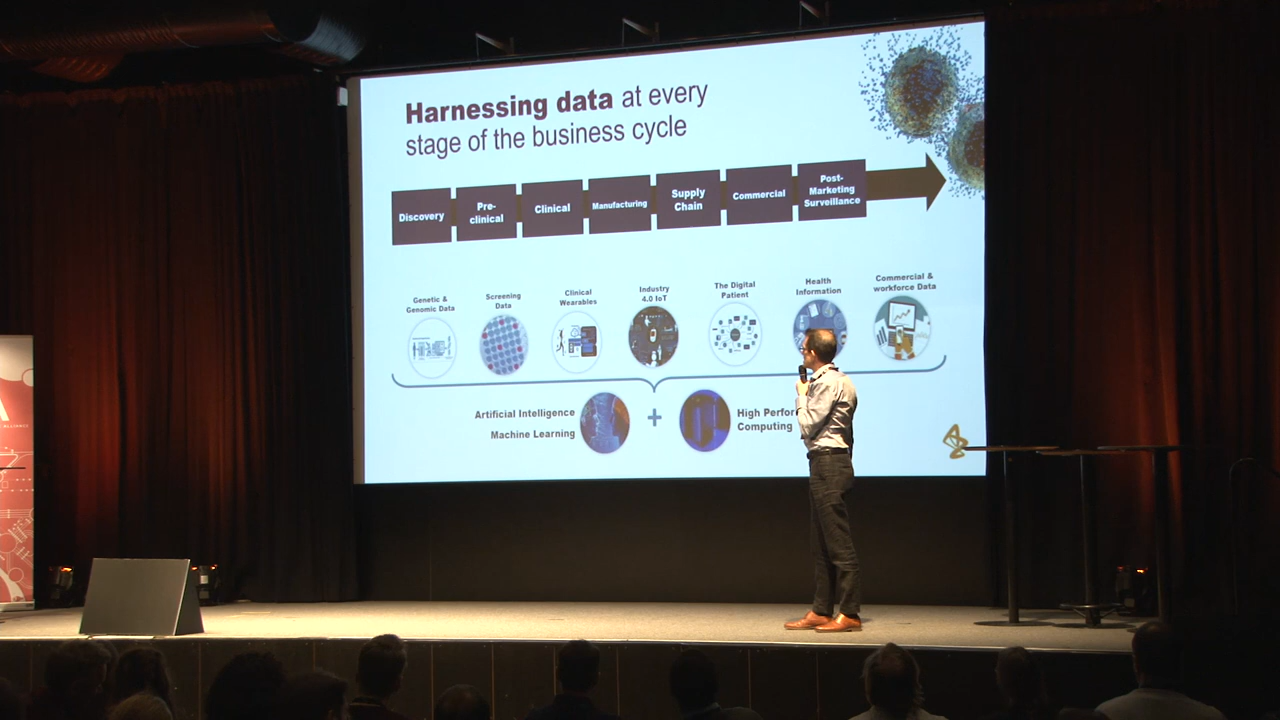 Harnessing data at every
stage of the business cycle
Discovery
Pre-
clinical
Clinical
Manufacturing
Supply
Chain
Commercial
Post-
Marketing
Surveillance
Genetic &
Genomic Data
Screening
Data
Clinical
Wearables
Industry
4.0 IoT
The Digital
Patient
Health
Information
Commercial &
workforce Data
Artificial Intelligence
Machine Learning
+
High Perfor
Computing
A
ALLIANCE